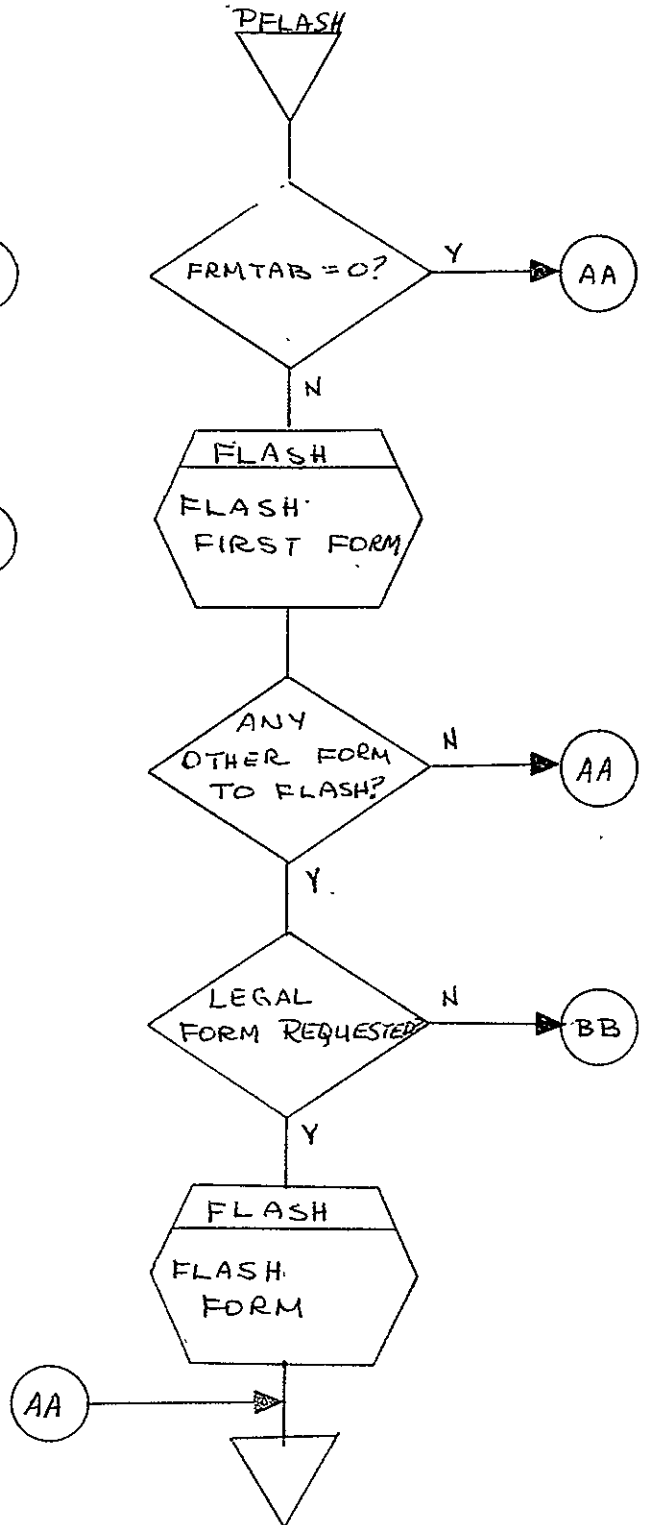 PFLASH
FRMTAB = 0?
Y
AA
N
FLASH
FLASH
FIRST FORM
ANY
OTHER FORM
TO FLASH?
N
AA
Y
LEGAL
FORM REQUESTED?
N
BB
Y
FLASH
FLASH
FORM
AA